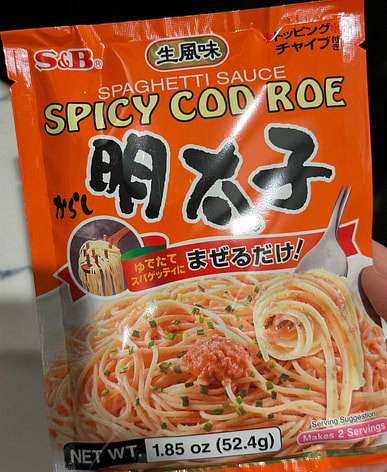 S&B®
生風味
トッピング
チャイブ付き
SPAGHETTI SAUCE
SPICY COD ROE
からし
明太子
ゆでたて
スパゲッティに
まぜるだけ!
Serving Suggestion
Makes 2 Servings
NET WT. 1.85 oz (52.4g)